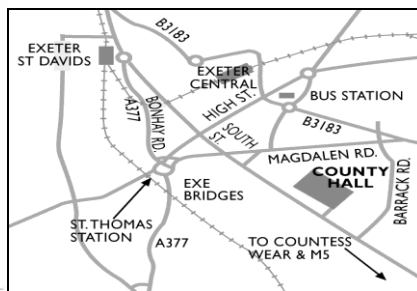 B3183
EXETER
ST DAVIDS
EXETER
CENTRAL
A377
BONHAY RD.
HIGH ST.
BUS STATION
SOUTH
ST.
B3183
MAGDALEN RD.
COUNTY
HALL
BARRACK RD.
EXE
BRIDGES
ST. THOMAS
STATION
A377
TO COUNTESS
WEAR & M5